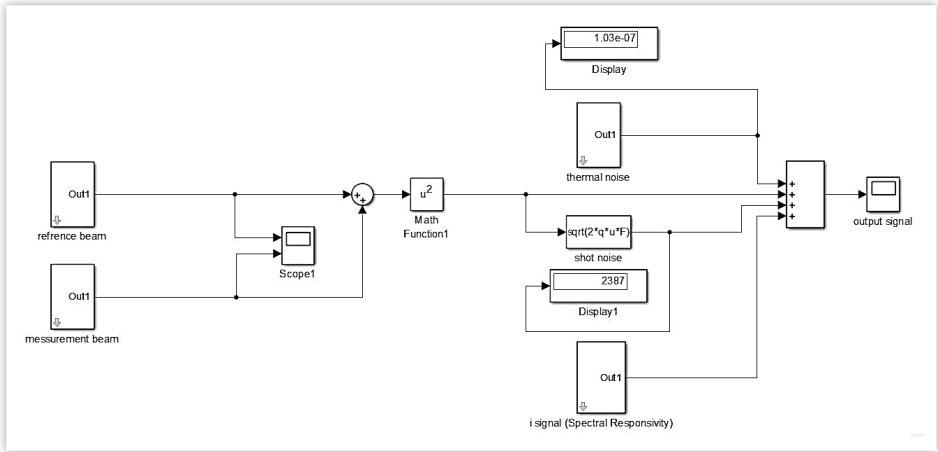 1.03e-07
Display
Out1
thermal noise
Out1
refrence beam
+
+
u2
Math
Function1
+
+
+
+
output signal
sqrt(2*q*u*F)
shot noise
Scope1
Out1
messurement beam
2387
Display1
Out1
i signal (Spectral Responsivity)